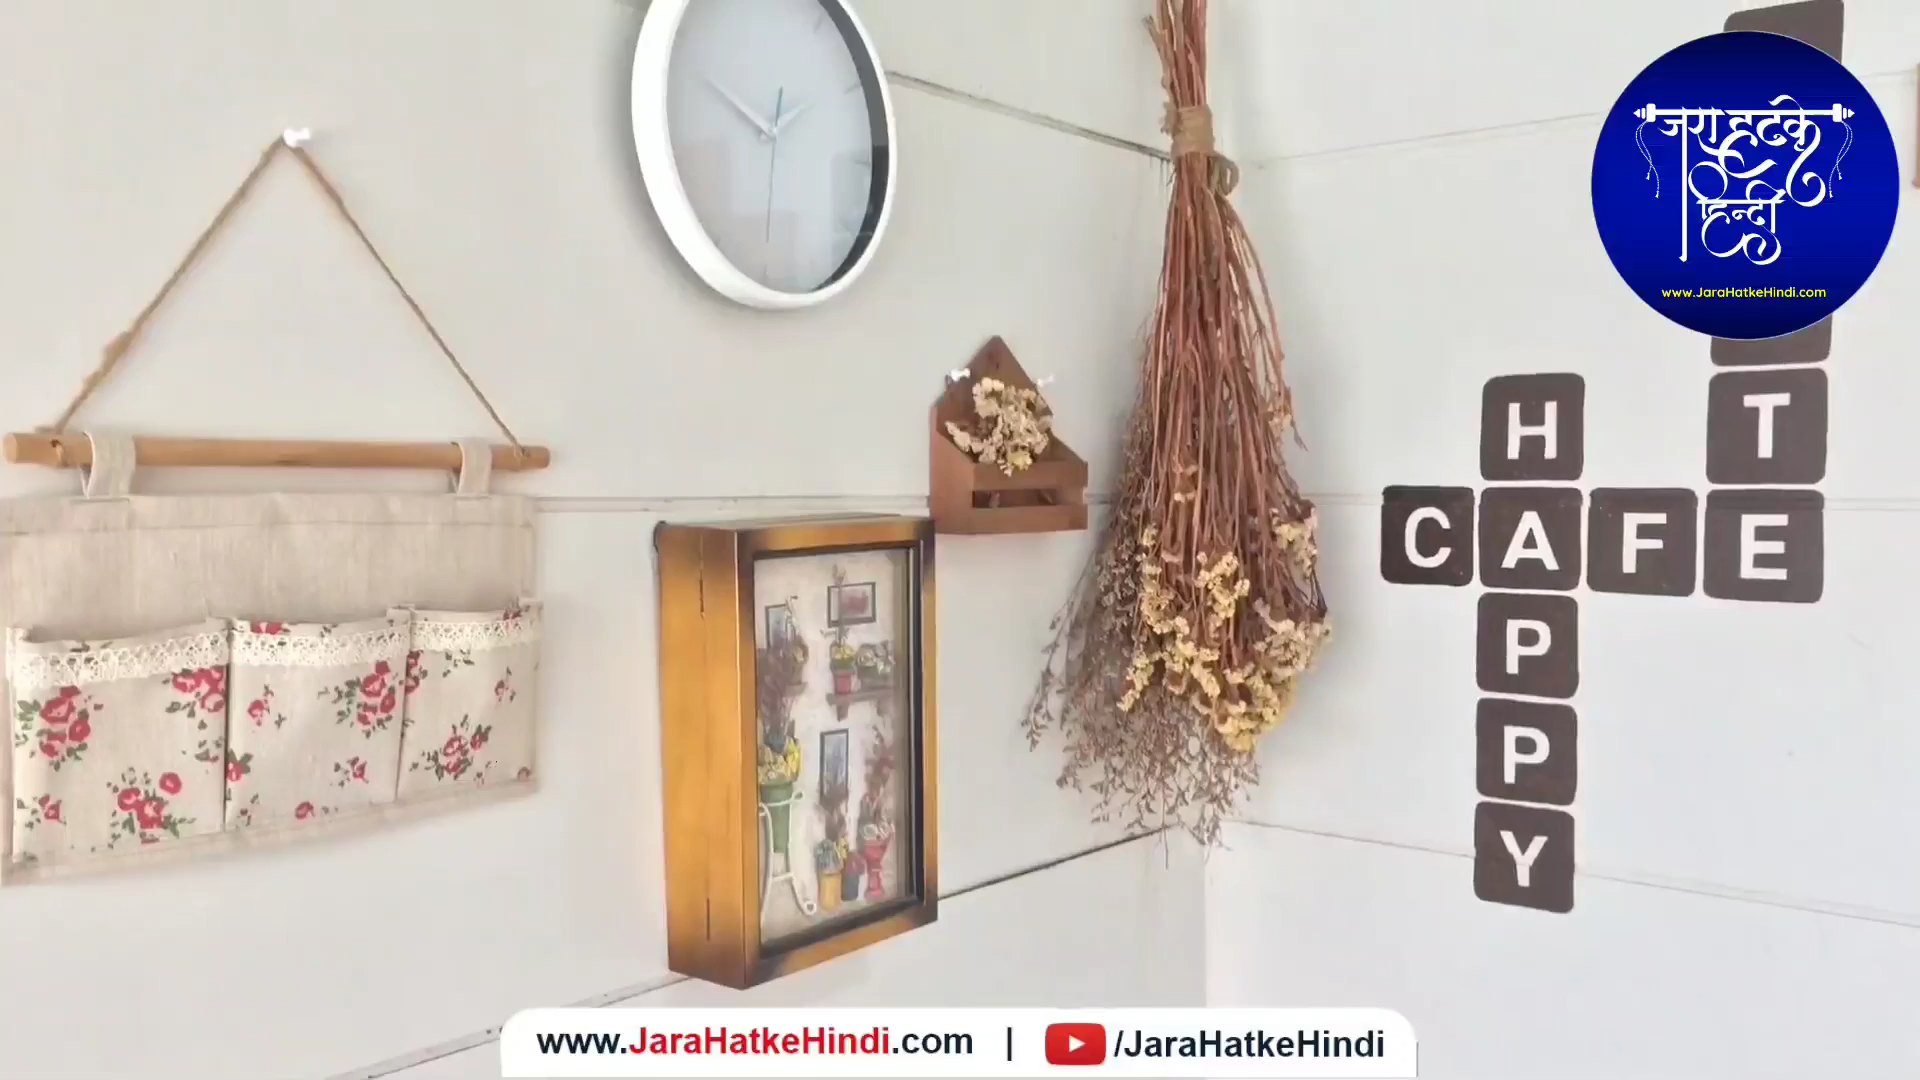 जरा हटके
हिन्दी
www.JaraHatkeHindi.com
H
T
CAFE
P
P
Y
www.JaraHatkeHindi.com | /JaraHatkeHindi